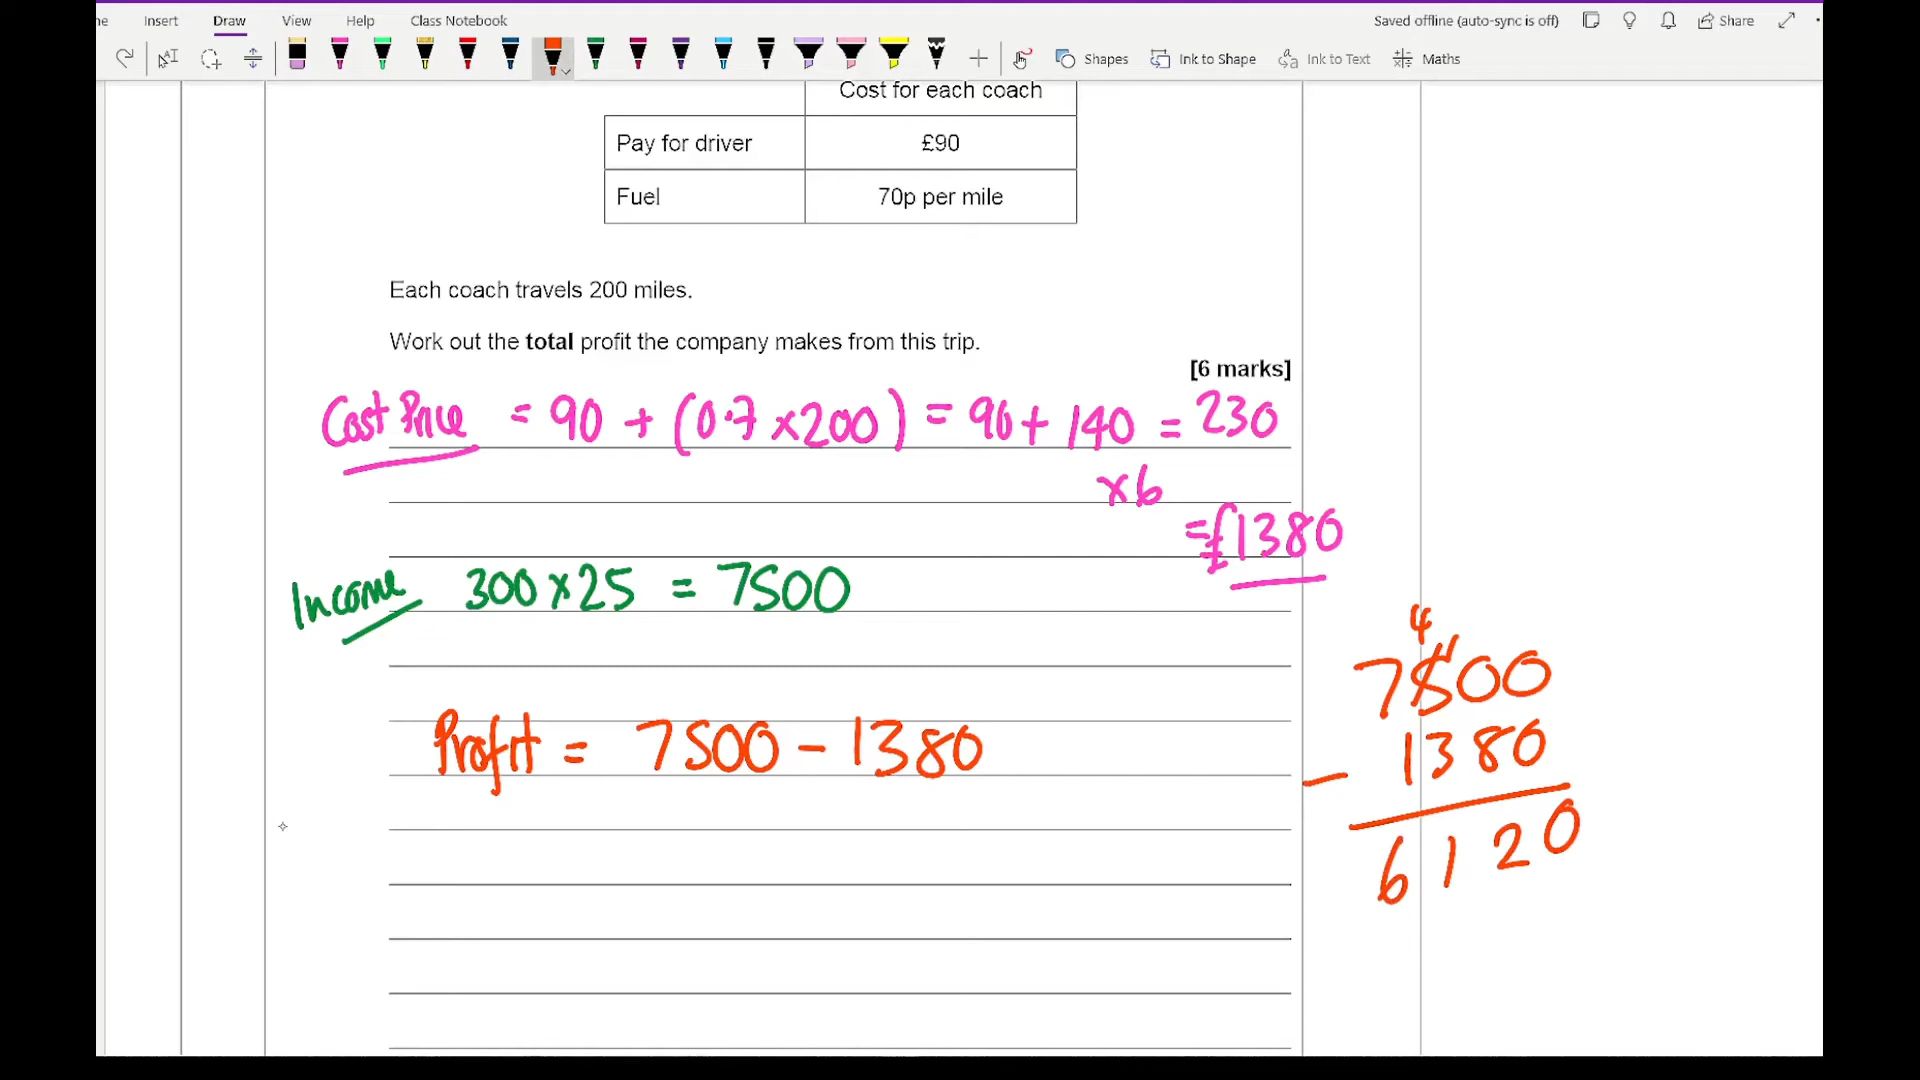 Insert Draw View Help Class Notebook Saved offline (auto-sync is off) Share
Shapes Ink to Shape Ink to Text Maths
Cost for each coach
Pay for driver £90
Fuel 70p per mile
Each coach travels 200 miles.
Work out the total profit the company makes from this trip.
[6 marks]
Cost Price = 90 + (0.7 x 200) = 90 + 140 = 230
x6
= £1380
Income 300 x 25 = 7500
4 1
7500
Profit = 7500 - 1380
- 1380
6120